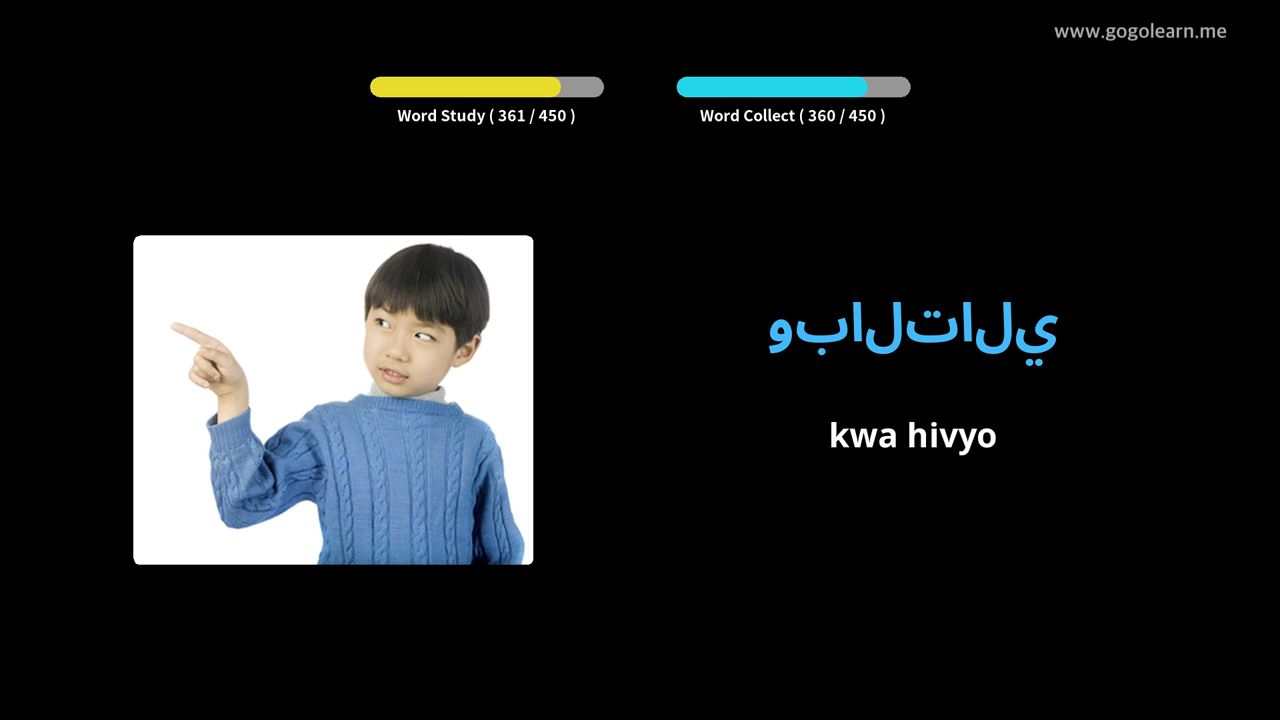 www.gogolearn.me
Word Study ( 361 / 450 )
Word Collect ( 360 / 450 )
وبالتالي
kwa hivyo